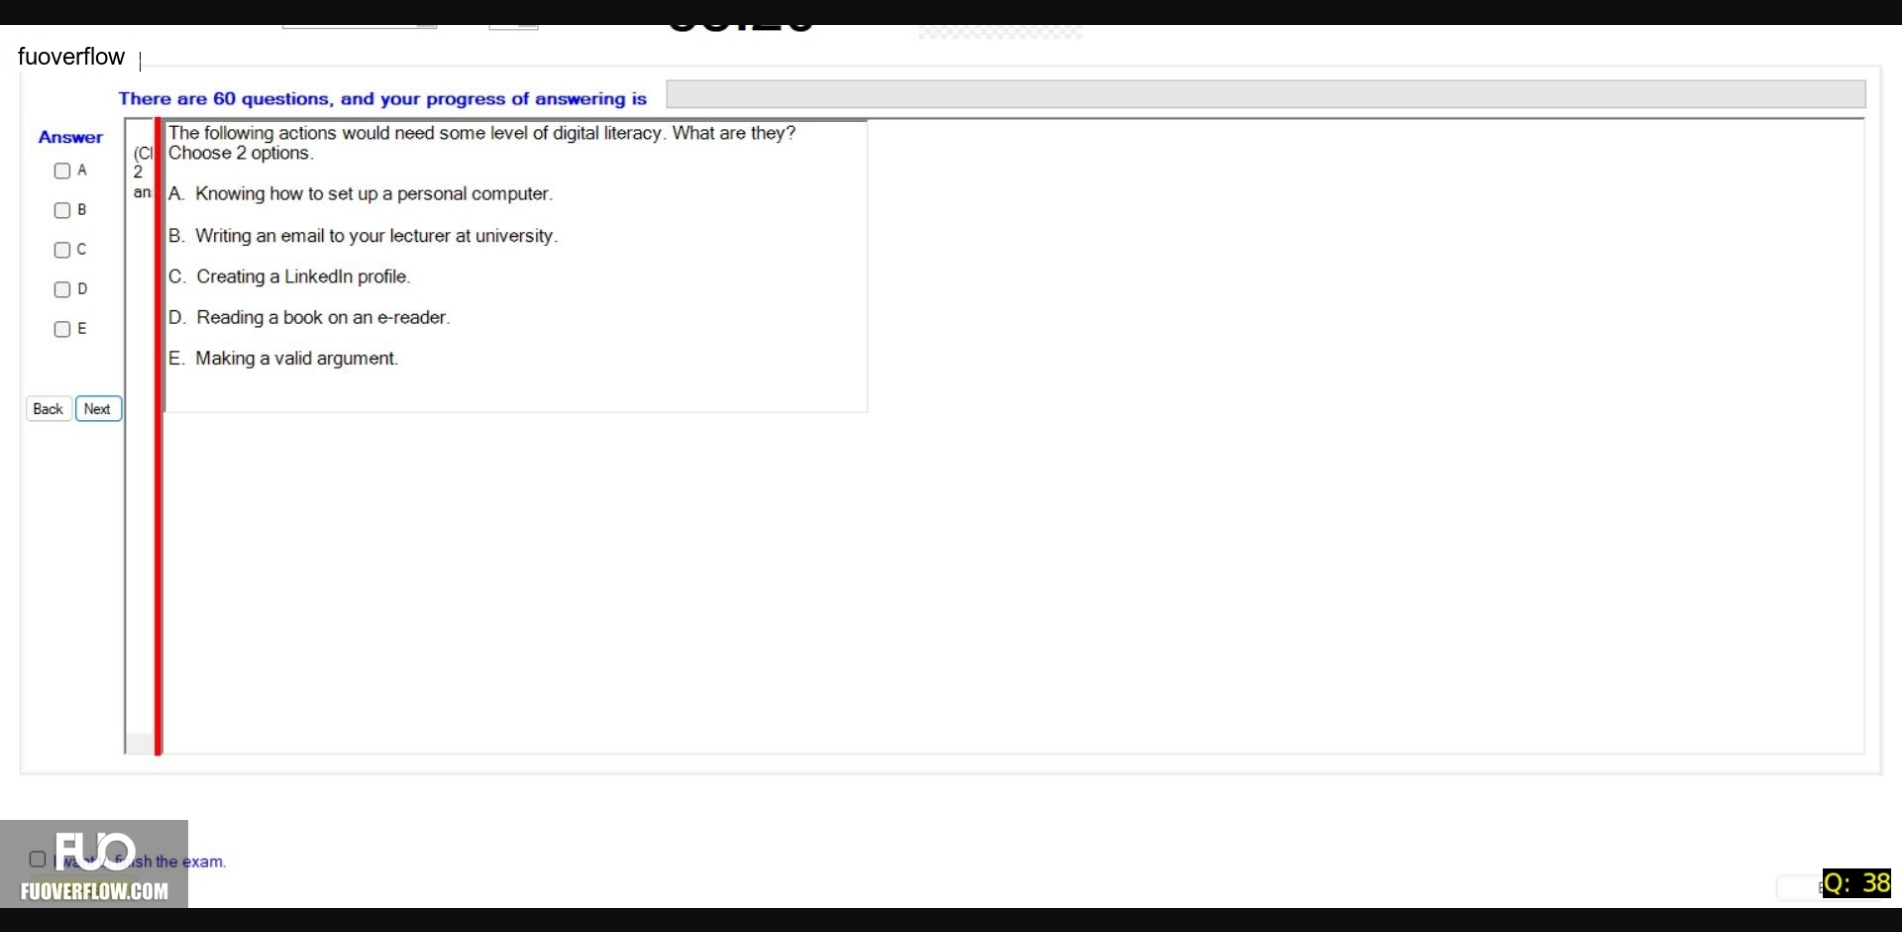 fuoverflow
There are 60 questions, and your progress of answering is
Answer
A
B
C
D
E
Back Next
(Cl
2
an
The following actions would need some level of digital literacy. What are they?
Choose 2 options.
A. Knowing how to set up a personal computer.
B. Writing an email to your lecturer at university.
C. Creating a LinkedIn profile.
D. Reading a book on an e-reader.
E. Making a valid argument.
FUO
the exam.
FUOVERFLOW.COM
Q: 38